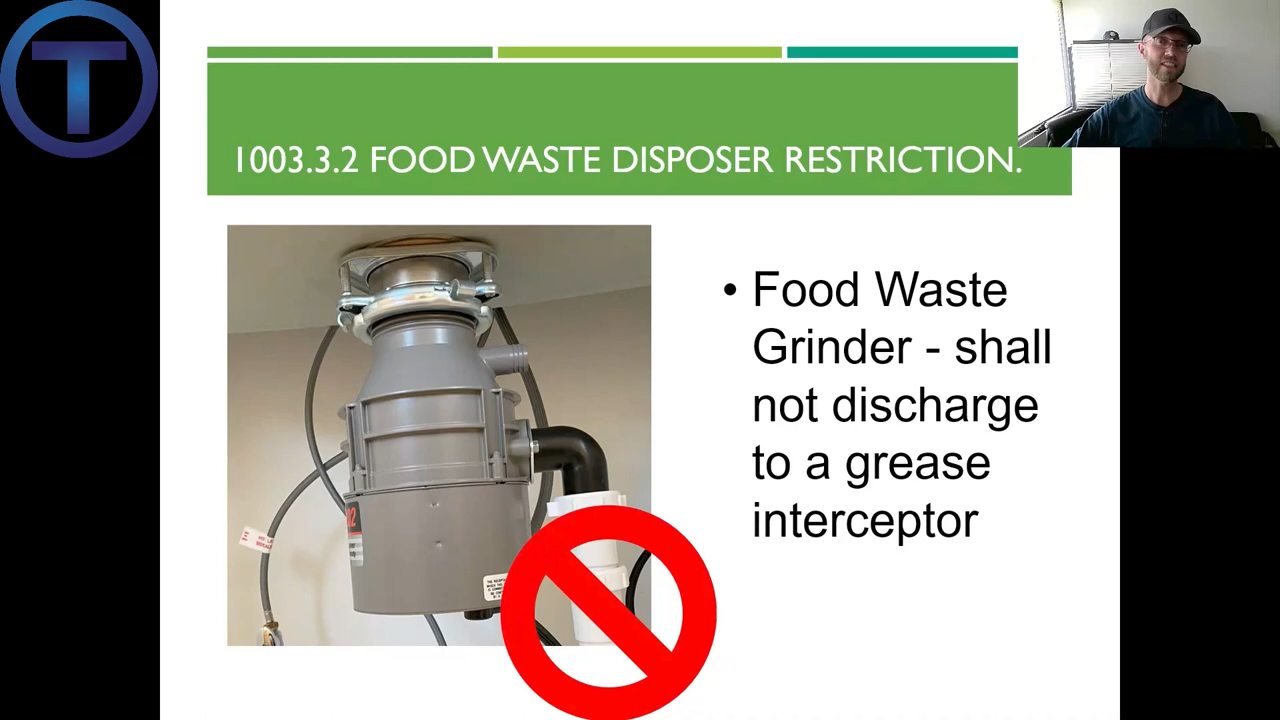 T
1003.3.2 FOOD WASTE DISPOSER RESTRICTION.
• Food Waste
Grinder - shall
not discharge
to a grease
interceptor